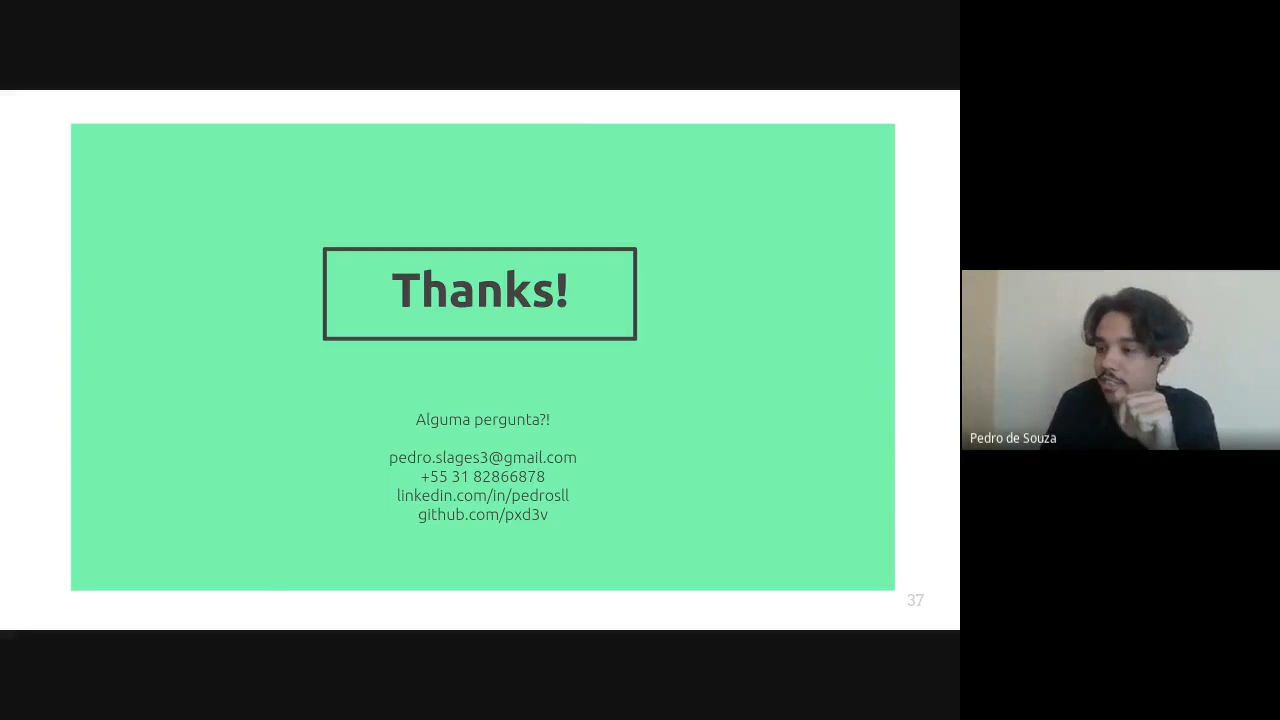 Thanks!
Alguma pergunta?!
pedro.slages3@gmail.com
+55 31 82866878
linkedin.com/in/pedrosll
github.com/pxd3v
37
Pedro de Souza